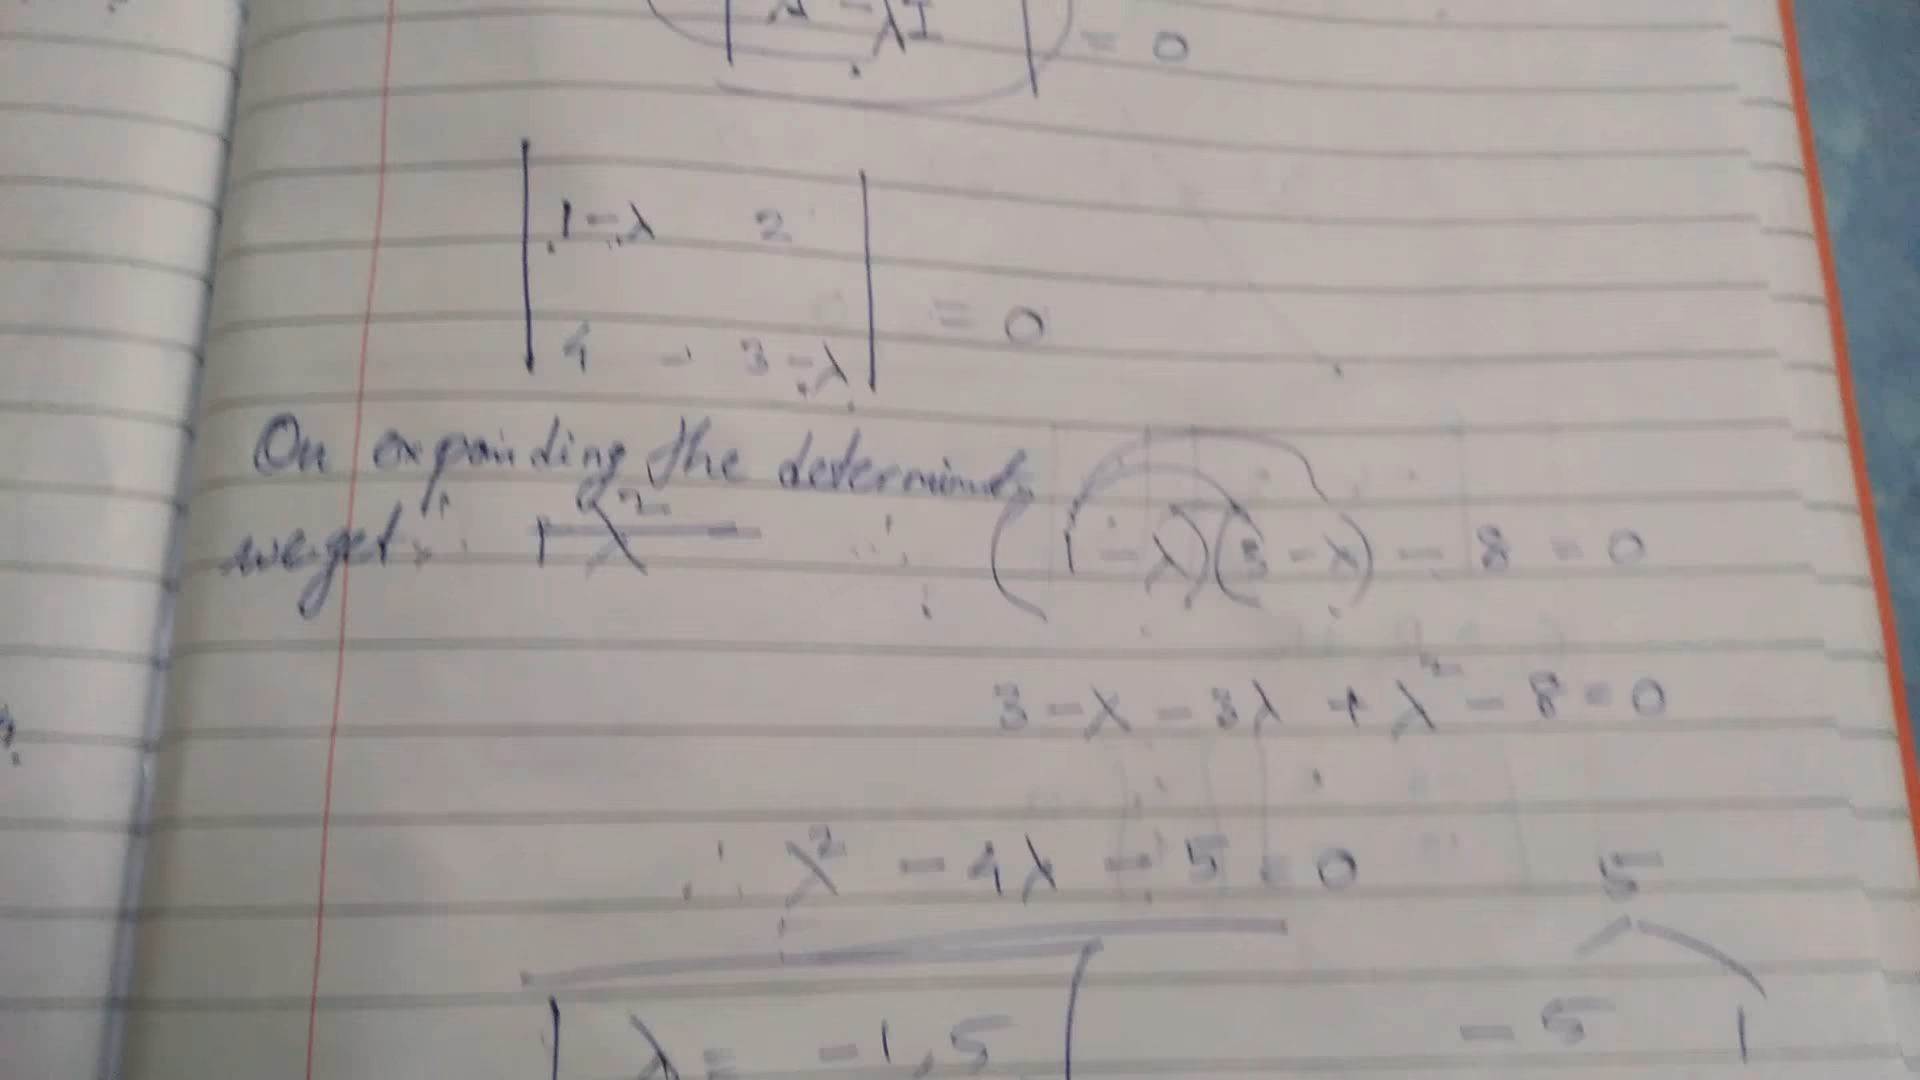 |A - λI| = 0
1-λ 2
= 0
4 3-λ
On expanding the determinant,
we get ∴ (1-λ)(3-λ) - 8 = 0
3 - λ - 3λ + λ² - 8 = 0
∴ λ² - 4λ - 5 = 0
5
λ = -1, 5
-5 1